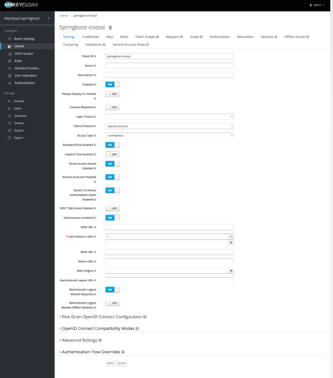 KEYCLOAK
Admin
Keycloak-springboot
Configure
Realm Settings
Clients
Client Scopes
Roles
Identity Providers
User Federation
Authentication
Manage
Groups
Users
Sessions
Events
Import
Export
Clients > springboot-invotal
Springboot-invotal
Settings Credentials Keys Roles Client Scopes Mappers Scope Authorization Revocation Sessions Offline Access
Clustering Installation Service Account Roles
Client ID springboot-invotal
Name
Description
Enabled ON
Always Display in Console OFF
Consent Required OFF
Login Theme
Client Protocol openid-connect
Access Type confidential
Standard Flow Enabled ON
Implicit Flow Enabled OFF
Direct Access Grants Enabled ON
Service Accounts Enabled ON
OAuth 2.0 Device Authorization Grant Enabled ON
OIDC CIBA Grant Enabled OFF
Authorization Enabled ON
Root URL
* Valid Redirect URIs *
Base URL
Admin URL
Web Origins
Backchannel Logout URL
Backchannel Logout Session Required ON
Backchannel Logout Revoke Offline Sessions OFF
> Fine Grain OpenID Connect Configuration
> OpenID Connect Compatibility Modes
> Advanced Settings
> Authentication Flow Overrides
Save Cancel